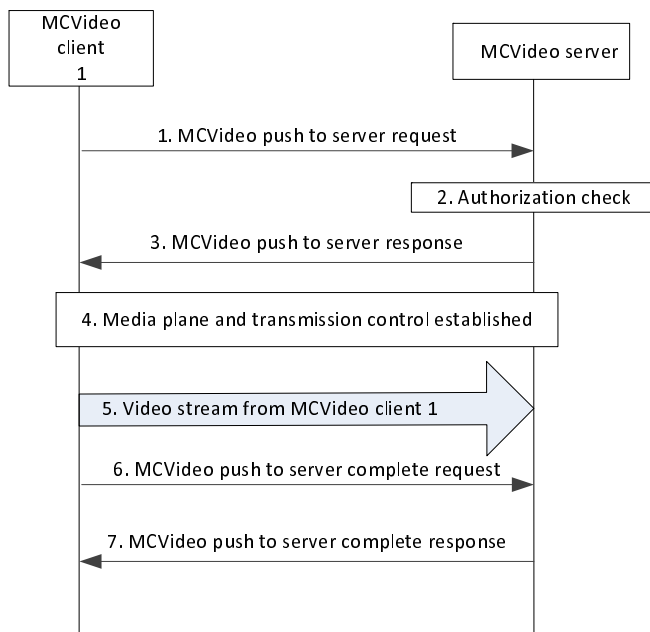 MCVideo
client
1
MCVideo server
1. MCVideo push to server request
2. Authorization check
3. MCVideo push to server response
4. Media plane and transmission control established
5. Video stream from MCVideo client 1
6. MCVideo push to server complete request
7. MCVideo push to server complete response